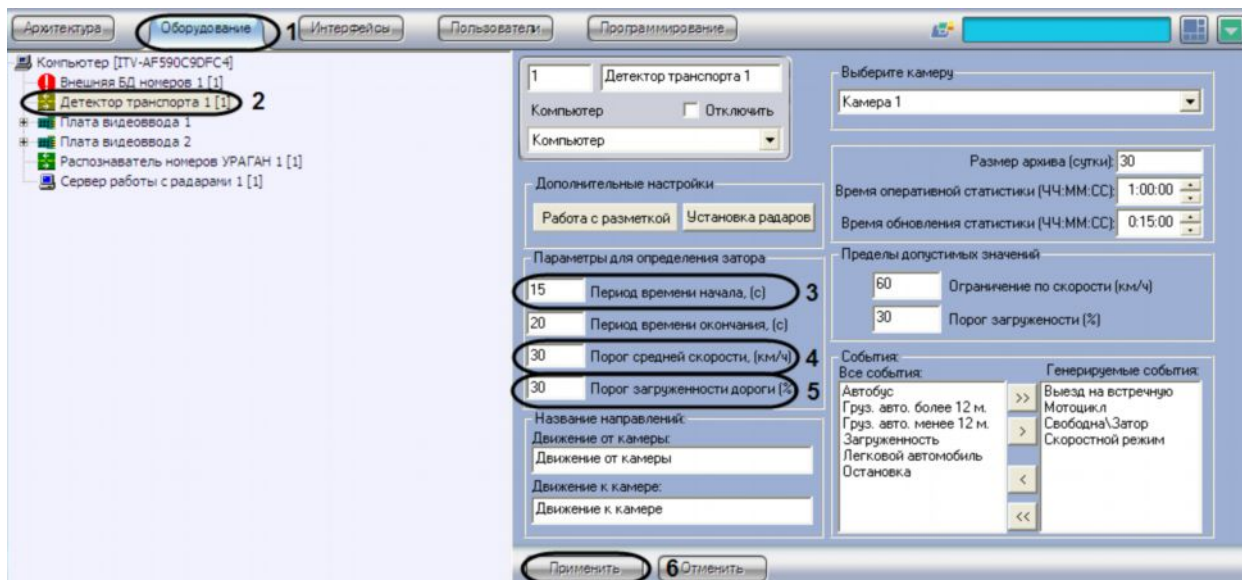 Архитектура Оборудование 1 Интерфейсы Пользователи Программирование
Компьютер [ITV-AF590C9DFC4]
Внешняя БД номеров 1 [1]
Детектор транспорта 1 [1] 2
Плата видеоввода 1
Плата видеоввода 2
Распознаватель номеров УРАГАН 1 [1]
Сервер работы с радарами 1 [1]
1 Детектор транспорта 1
Компьютер Отключить
Компьютер
Дополнительные настройки
Работа с разметкой Установка радаров
Параметры для определения затора
15 Период времени начала, (с) 3
20 Период времени окончания, (с)
30 Порог средней скорости, (км/ч) 4
30 Порог загруженности дороги (% 5
Название направлений:
Движение от камеры:
Движение от камеры
Движение к камере:
Движение к камере
Выберите камеру
Камера 1
Размер архива (сутки): 30
Время оперативной статистики (ЧЧ:ММ:СС): 1:00:00
Время обновления статистики (ЧЧ:ММ:СС): 0:15:00
Пределы допустимых значений
60 Ограничение по скорости (км/ч)
30 Порог загружености (%)
События:
Все события: Генерируемые события:
Автобус
Груз. авто. более 12 м.
Груз. авто. менее 12 м.
Загруженность
Легковой автомобиль
Остановка
>>
>
<
<<
Выезд на встречную
Мотоцикл
Свободна\Затор
Скоростной режим
Применить 6 Отменить